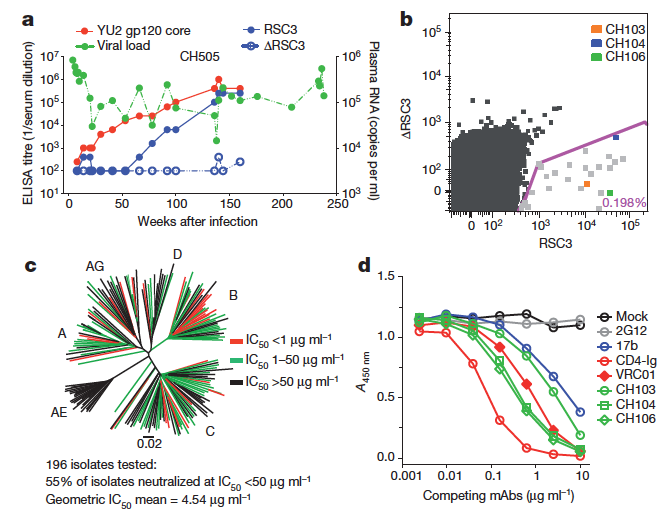 a
YU2 gp120 core
Viral load
RSC3
ΔRSC3
CH505
ELISA titre (1/serum dilution)
10⁷
10⁶
10⁵
10⁴
10³
10²
10¹
Plasma RNA (copies per ml)
10⁶
10⁵
10⁴
10³
0 50 100 150 200 250
Weeks after infection
b
CH103
CH104
CH106
ΔRSC3
10⁵
10⁴
10³
10²
0
0.198%
0 10² 10³ 10⁴ 10⁵
RSC3
c
D
AG
B
A
AE
C
IC₅₀ <1 μg ml⁻¹
IC₅₀ 1–50 μg ml⁻¹
IC₅₀ >50 μg ml⁻¹
0.02
196 isolates tested:
55% of isolates neutralized at IC₅₀ <50 μg ml⁻¹
Geometric IC₅₀ mean = 4.54 μg ml⁻¹
d
A₄₅₀ nm
1.5
1.0
0.5
0.0
0.001 0.01 0.1 1 10
Competing mAbs (μg ml⁻¹)
Mock
2G12
17b
CD4-Ig
VRC01
CH103
CH104
CH106